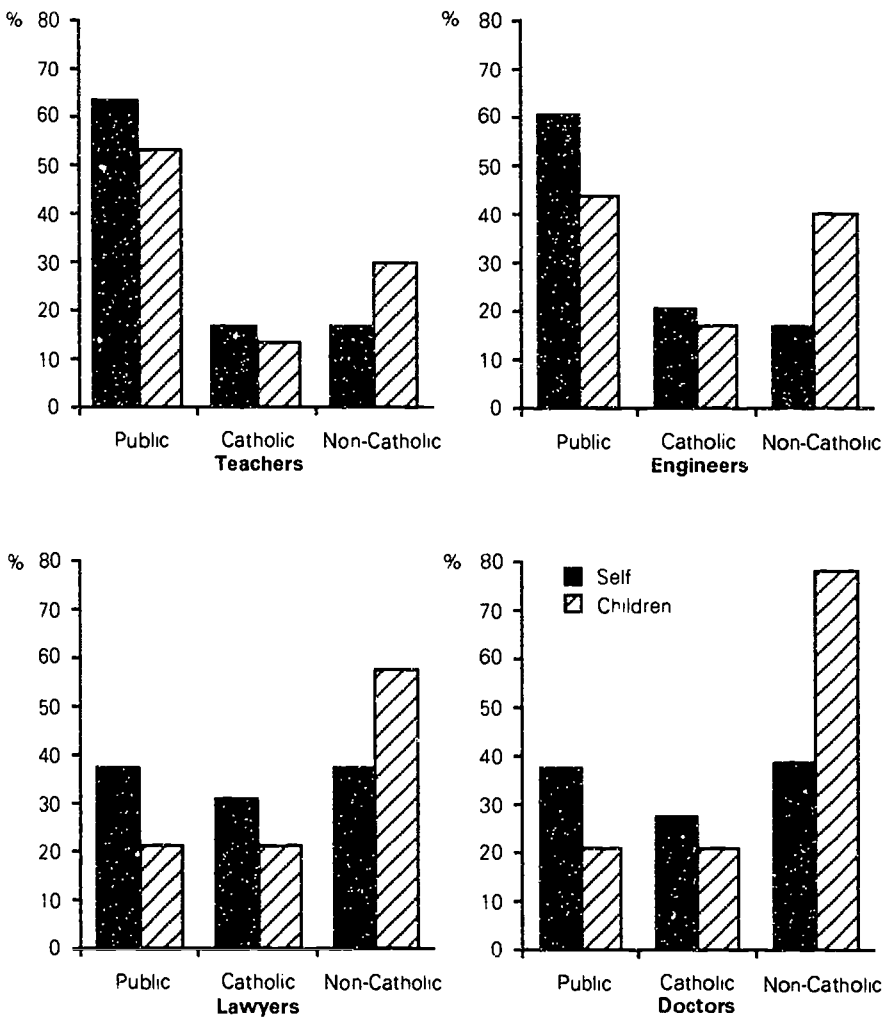 %
80
70
60
50
40
30
20
10
0
Public
Catholic
Non-Catholic
Teachers
%
80
70
60
50
40
30
20
10
0
Public
Catholic
Non-Catholic
Engineers
%
80
70
60
50
40
30
20
10
0
Public
Catholic
Non-Catholic
Lawyers
%
80
70
60
50
40
30
20
10
0
Self
Children
Public
Catholic
Non-Catholic
Doctors